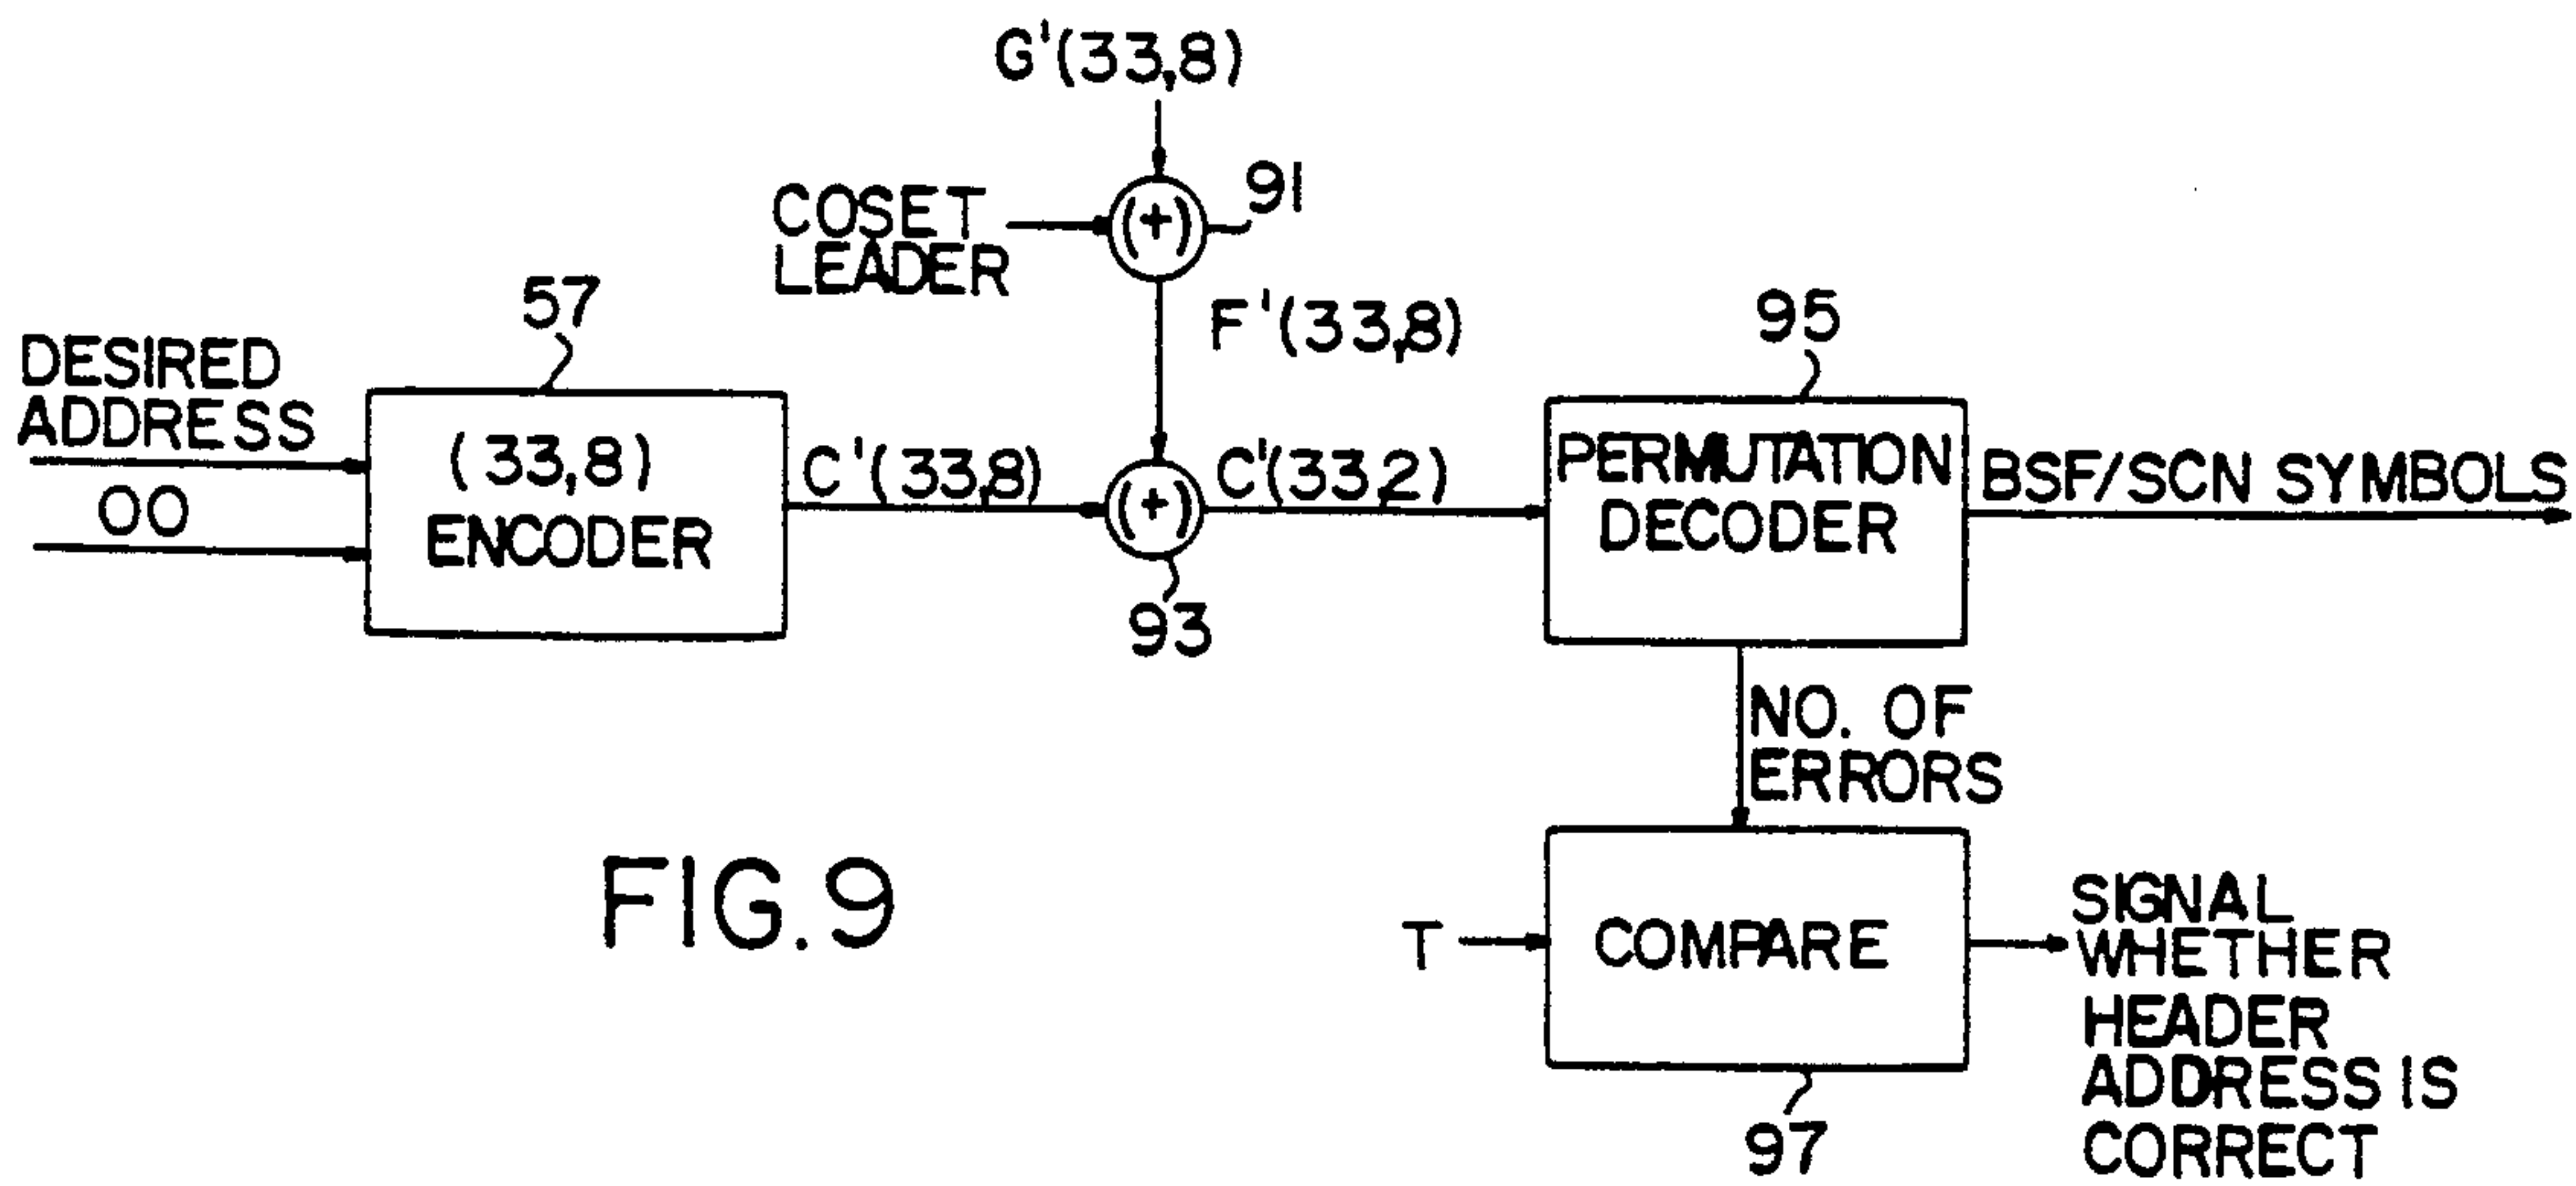 G'(33,8)
91
COSET
LEADER
57
F'(33,8)
95
DESIRED
ADDRESS
OO
(33,8)
ENCODER
C'(33,8)
(+)
(+)
C'(33,2)
93
PERMUTATION
DECODER
BSF/SCN SYMBOLS
NO. OF
ERRORS
FIG.9
T
COMPARE
97
SIGNAL
WHETHER
HEADER
ADDRESS IS
CORRECT